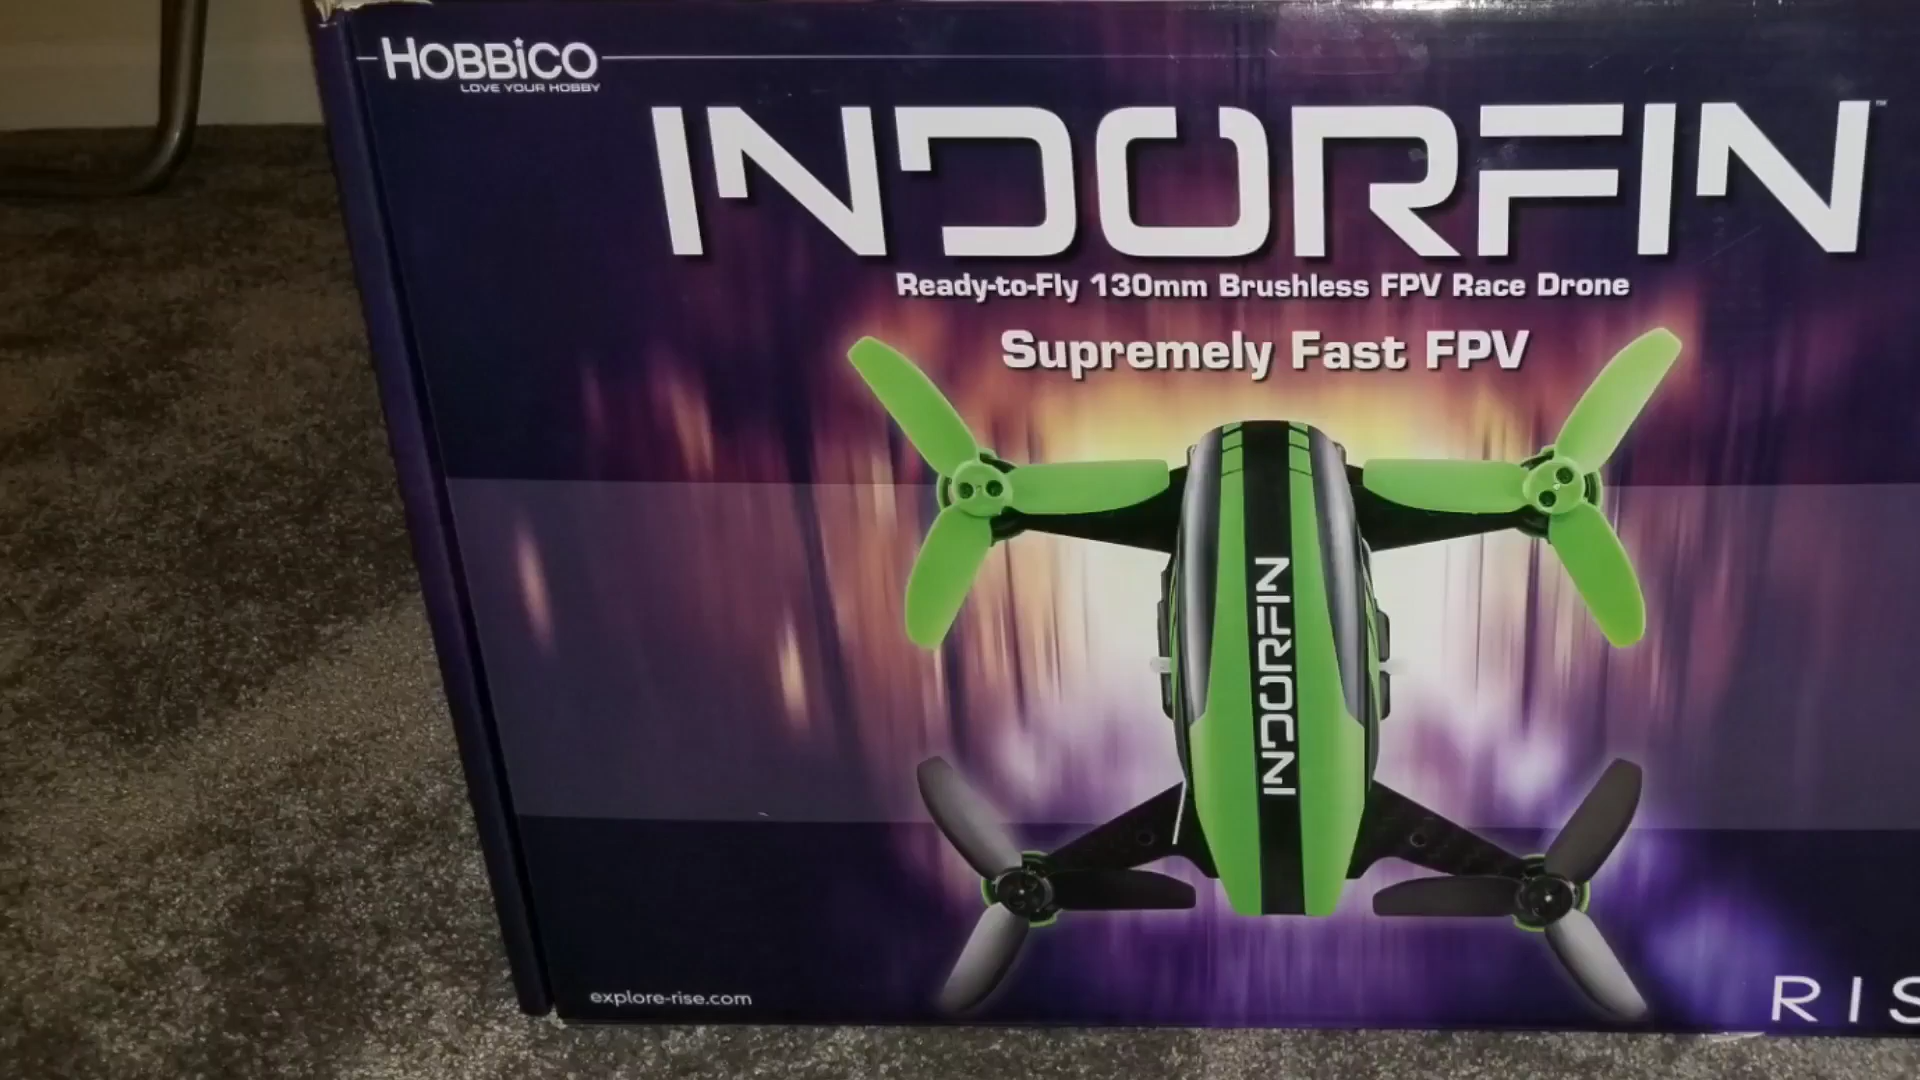 HOBBiCO
LOVE YOUR HOBBY
INDORFIN™
Ready-to-Fly 130mm Brushless FPV Race Drone
Supremely Fast FPV
INDORFIN
explore-rise.com
RIS